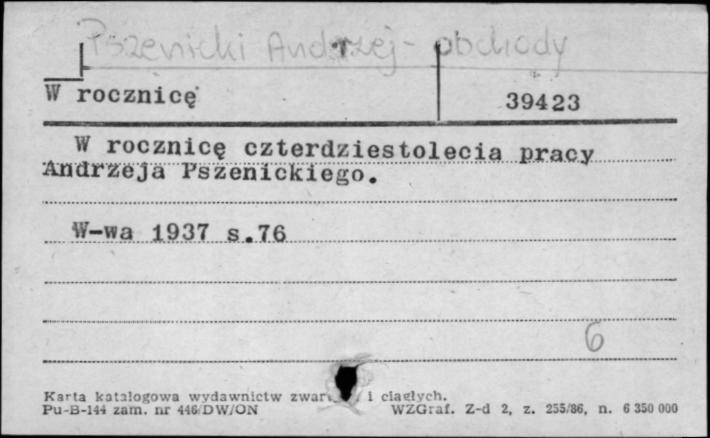 Pszenicki Andrzej - obchody
W rocznicę
39423
W rocznicę czterdziestolecia pracy
Andrzeja Pszenickiego.
W-wa 1937 s.76
6
Karta katalogowa wydawnictw i ciągłych.
Pu-B-144 zam. nr 446/DW/ON WZGraf. Z-d 2, z. 255/86, n. 6 350 000